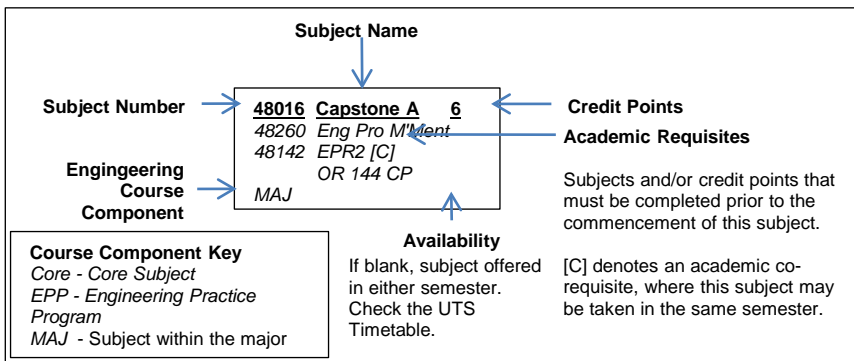 Subject Name
Subject Number
48016 Capstone A 6
48260 Eng Pro M'Ment
48142 EPR2 [C]
OR 144 CP
MAJ
Credit Points
Academic Requisites
Subjects and/or credit points that
must be completed prior to the
commencement of this subject.
[C] denotes an academic co-
requisite, where this subject may
be taken in the same semester.
Engingeering
Course
Component
Availability
If blank, subject offered
in either semester.
Check the UTS
Timetable.
Course Component Key
Core - Core Subject
EPP - Engineering Practice
Program
MAJ - Subject within the major